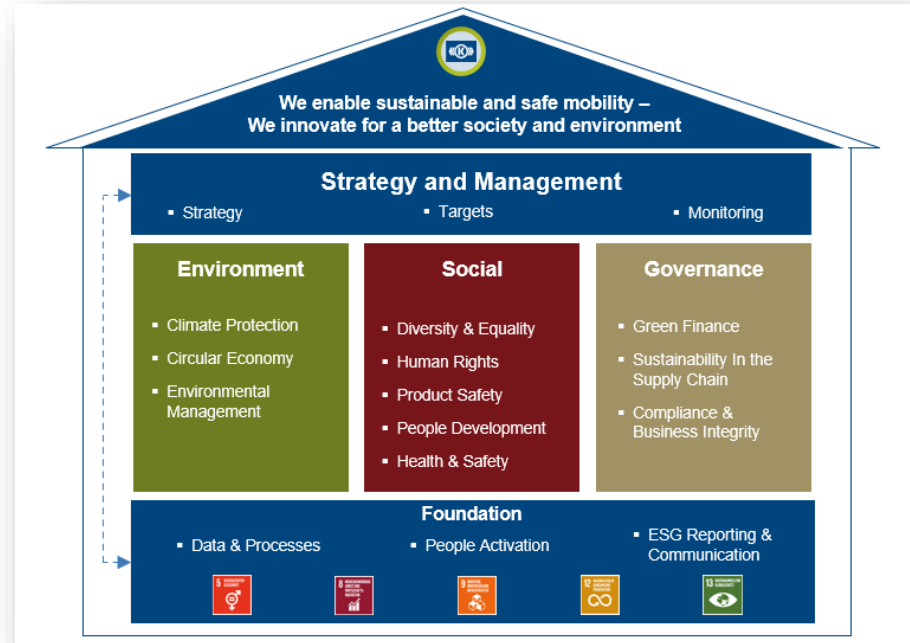 K
We enable sustainable and safe mobility –
We innovate for a better society and environment
Strategy and Management
▪ Strategy
▪ Targets
▪ Monitoring
Environment
▪ Climate Protection
▪ Circular Economy
▪ Environmental
Management
Social
▪ Diversity & Equality
▪ Human Rights
▪ Product Safety
▪ People Development
▪ Health & Safety
Governance
▪ Green Finance
▪ Sustainability In the
Supply Chain
▪ Compliance &
Business Integrity
Foundation
▪ Data & Processes
▪ People Activation
▪ ESG Reporting &
Communication
5
8
9
12
13